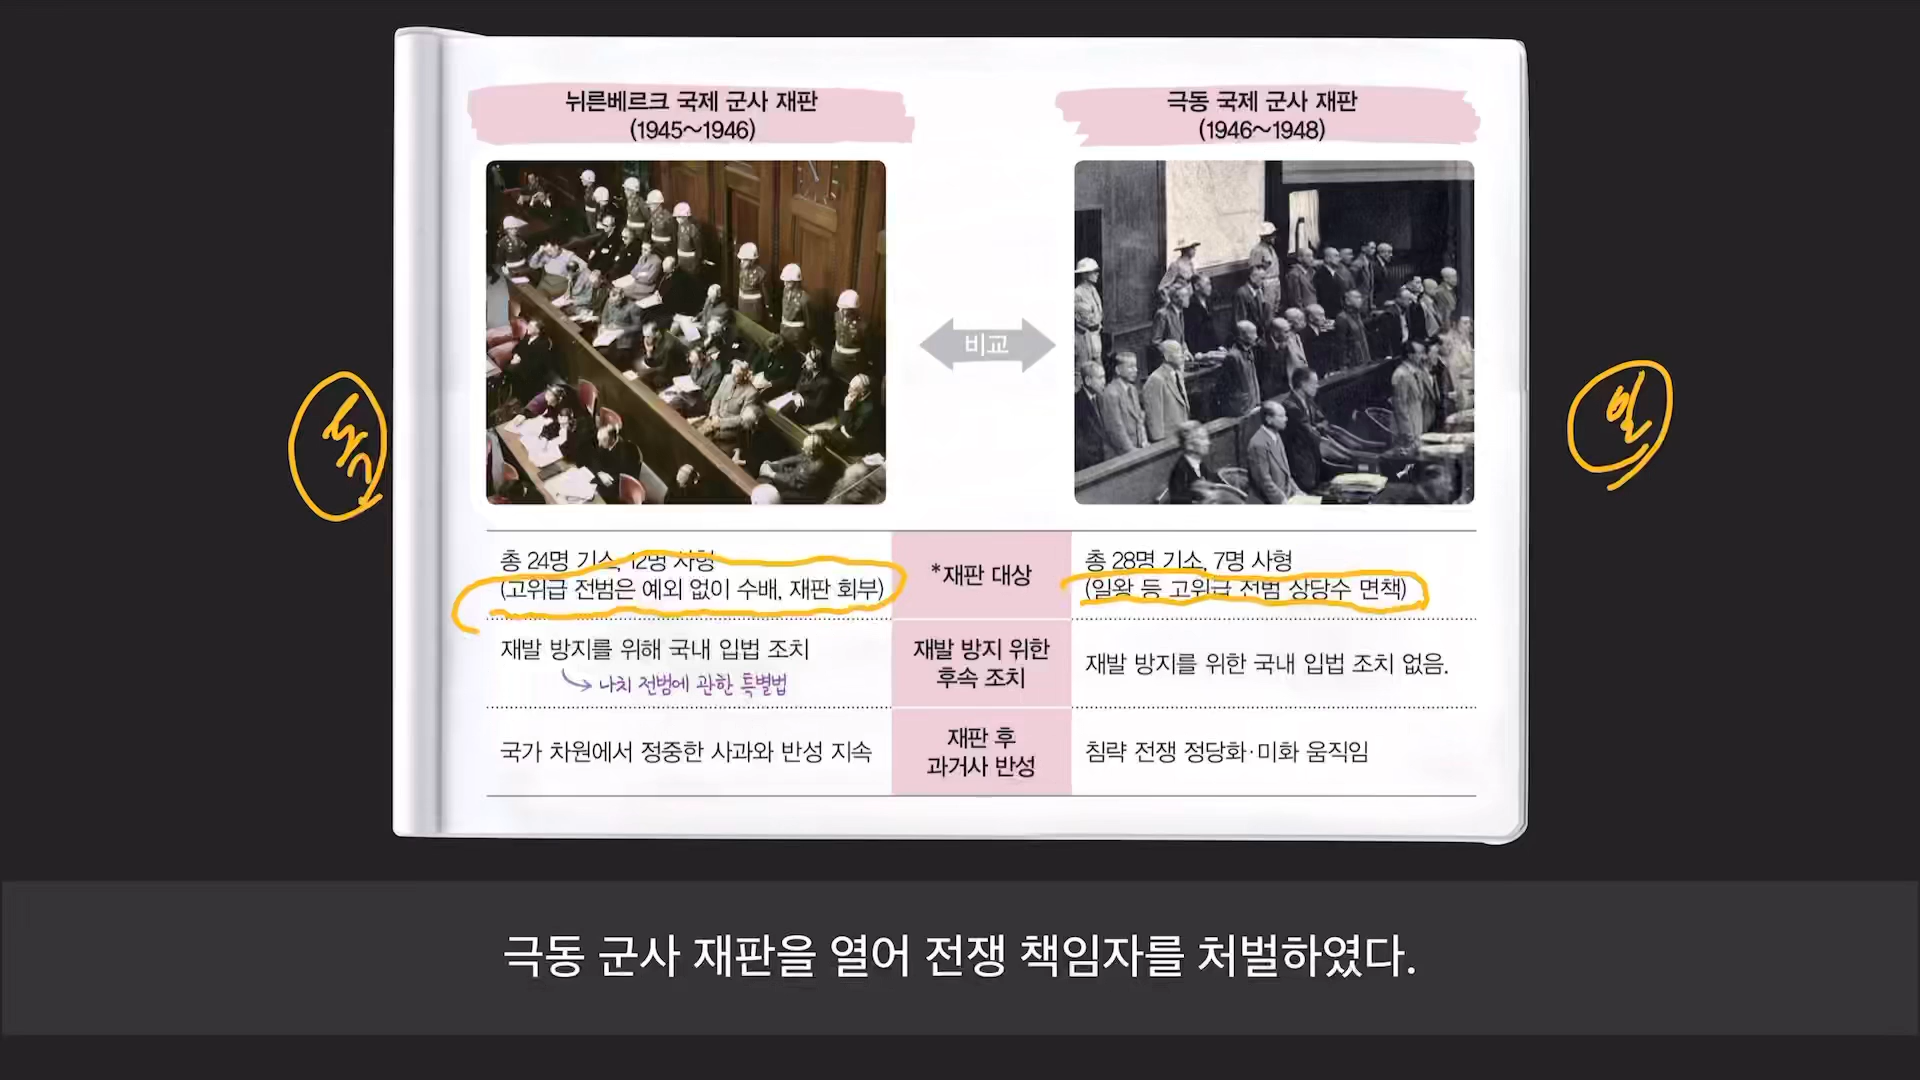 뉘른베르크 국제 군사 재판
(1945~1946)
극동 국제 군사 재판
(1946~1948)
비교
독
일
총 24명 기소, 12명 사형
(고위급 전범은 예외 없이 수배, 재판 회부)
*재판 대상
총 28명 기소, 7명 사형
(일왕 등 고위급 전범 상당수 면책)
재발 방지를 위해 국내 입법 조치
나치 전범에 관한 특별법
재발 방지 위한
후속 조치
재발 방지를 위한 국내 입법 조치 없음.
국가 차원에서 정중한 사과와 반성 지속
재판 후
과거사 반성
침략 전쟁 정당화·미화 움직임
극동 군사 재판을 열어 전쟁 책임자를 처벌하였다.